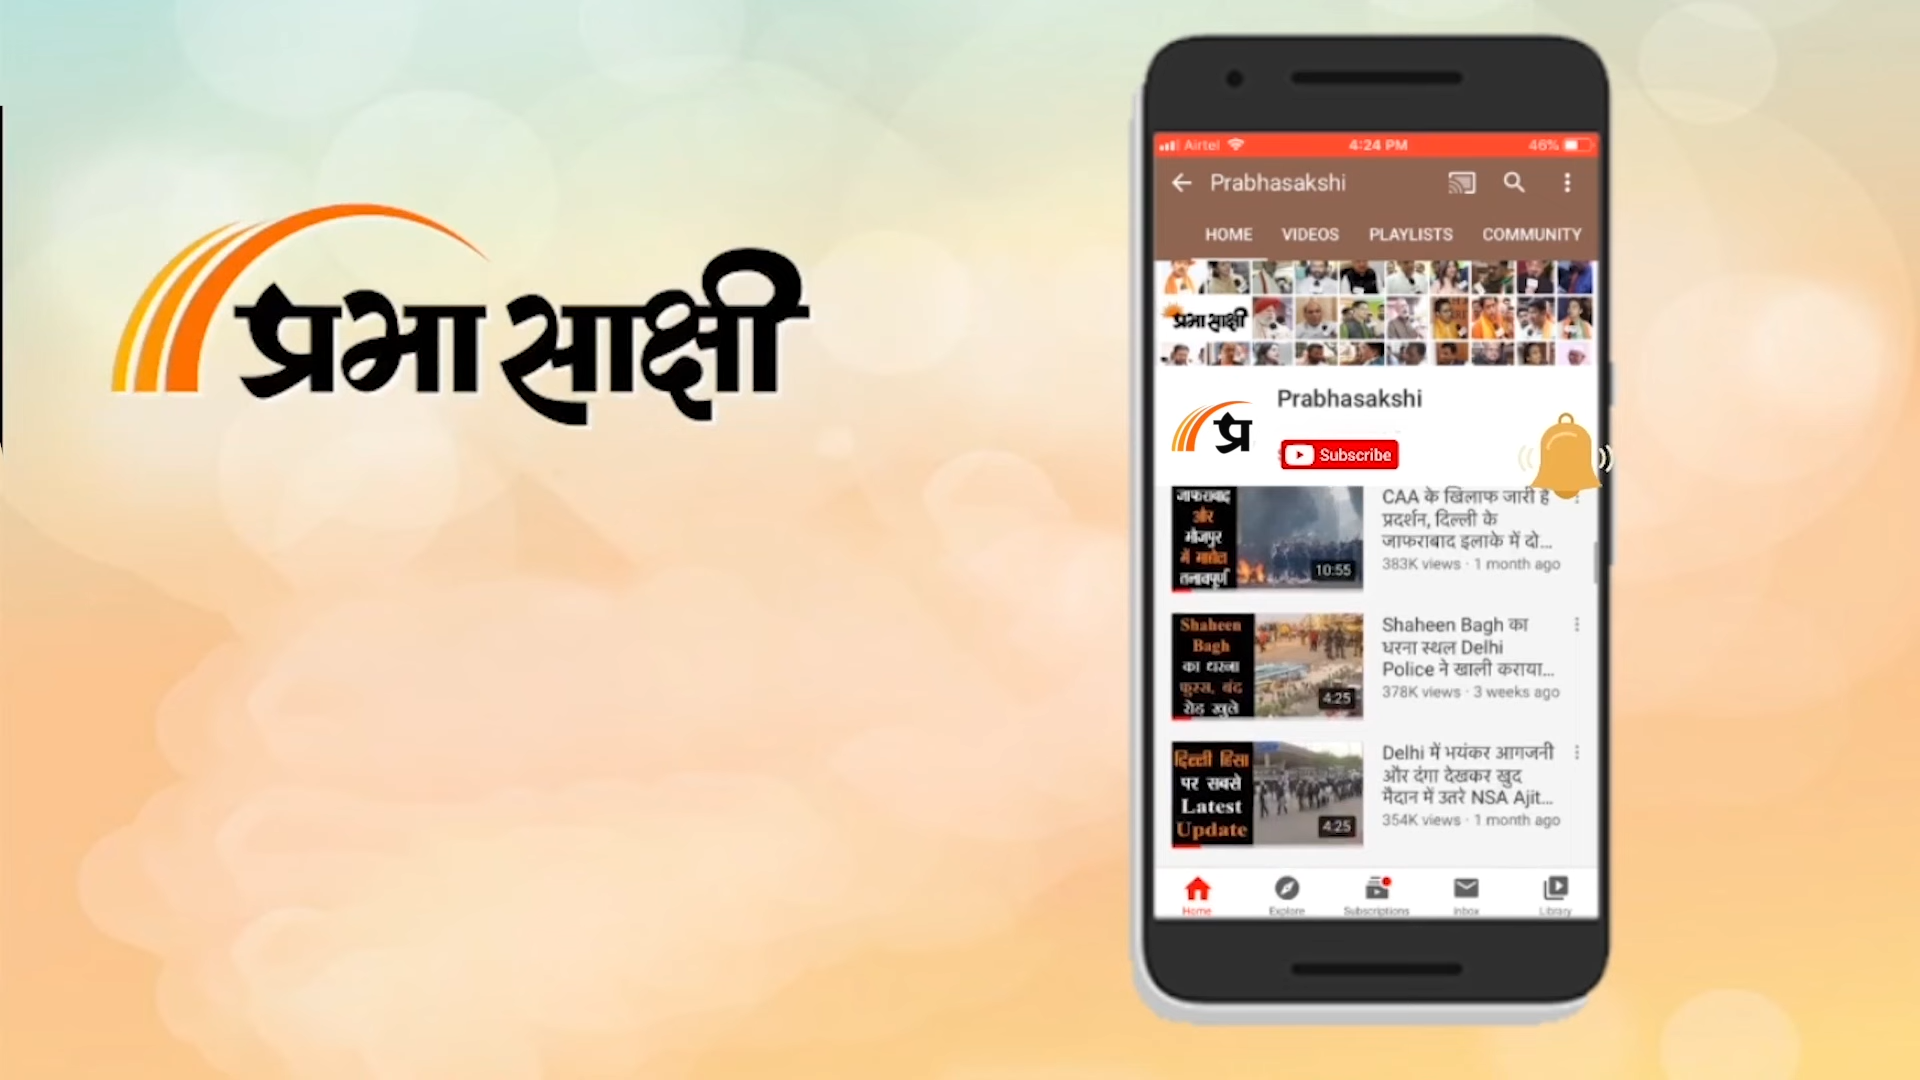 प्रभासाक्षी
Airtel 4:24 PM 46%
Prabhasakshi
HOME VIDEOS PLAYLISTS COMMUNITY
प्रभासाक्षी
Prabhasakshi
प्र
Subscribe
जाफराबाद
और
मौजपुर
में माहौल
तनावपूर्ण
10:55
CAA के खिलाफ जारी है
प्रदर्शन, दिल्ली के
जाफराबाद इलाके में दो...
383K views · 1 month ago
Shaheen
Bagh
का धरना
फुस्स, बंद
रोड खुले
4:25
Shaheen Bagh का
धरना स्थल Delhi
Police ने खाली कराया...
378K views · 3 weeks ago
दिल्ली हिंसा
पर सबसे
Latest
Update
4:25
Delhi में भयंकर आगजनी
और दंगा देखकर खुद
मैदान में उतरे NSA Ajit...
354K views · 1 month ago
Home Explore Subscriptions Inbox Library